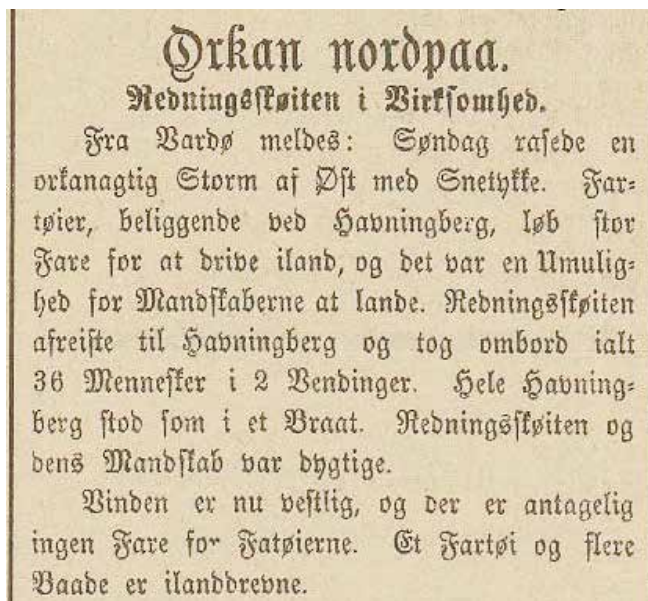 Orkan nordpaa.
Redningsskøiten i Virksomhed.
Fra Vardø meldes: Søndag rasede en
orkanagtig Storm af Øst med Snetykke. Far-
tøier, beliggende ved Havningberg, løb stor
Fare for at drive iland, og det var en Umulig-
hed for Mandskaberne at lande. Redningsskøiten
afreiste til Havningberg og tog ombord ialt
36 Mennesker i 2 Vendinger. Hele Havning-
berg stod som i et Braat. Redningsskøiten og
dens Mandskab var dygtige.
Vinden er nu vestlig, og der er antagelig
ingen Fare for Fatøierne. Et Fartøi og flere
Baade er ilanddrevne.